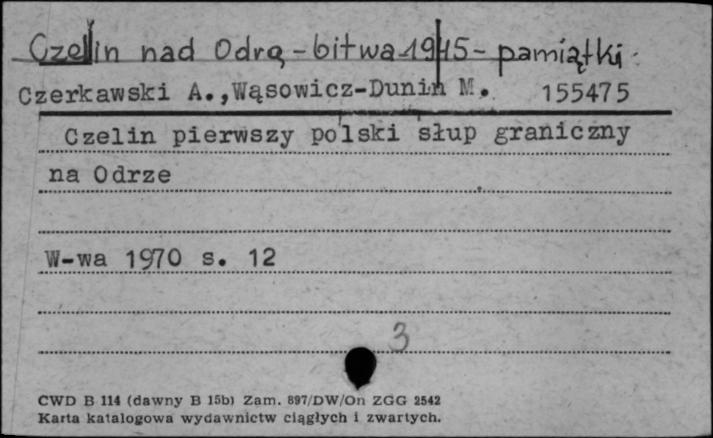 Czelin nad Odrą - bitwa 1945 - pamiątki
Czerkawski A.,Wąsowicz-Dunin M. 155475
Czelin pierwszy polski słup graniczny
na Odrze
W-wa 1970 s. 12
3
CWD B 114 (dawny B 15b) Zam. 897/DW/On ZGG 2542
Karta katalogowa wydawnictw ciągłych i zwartych.